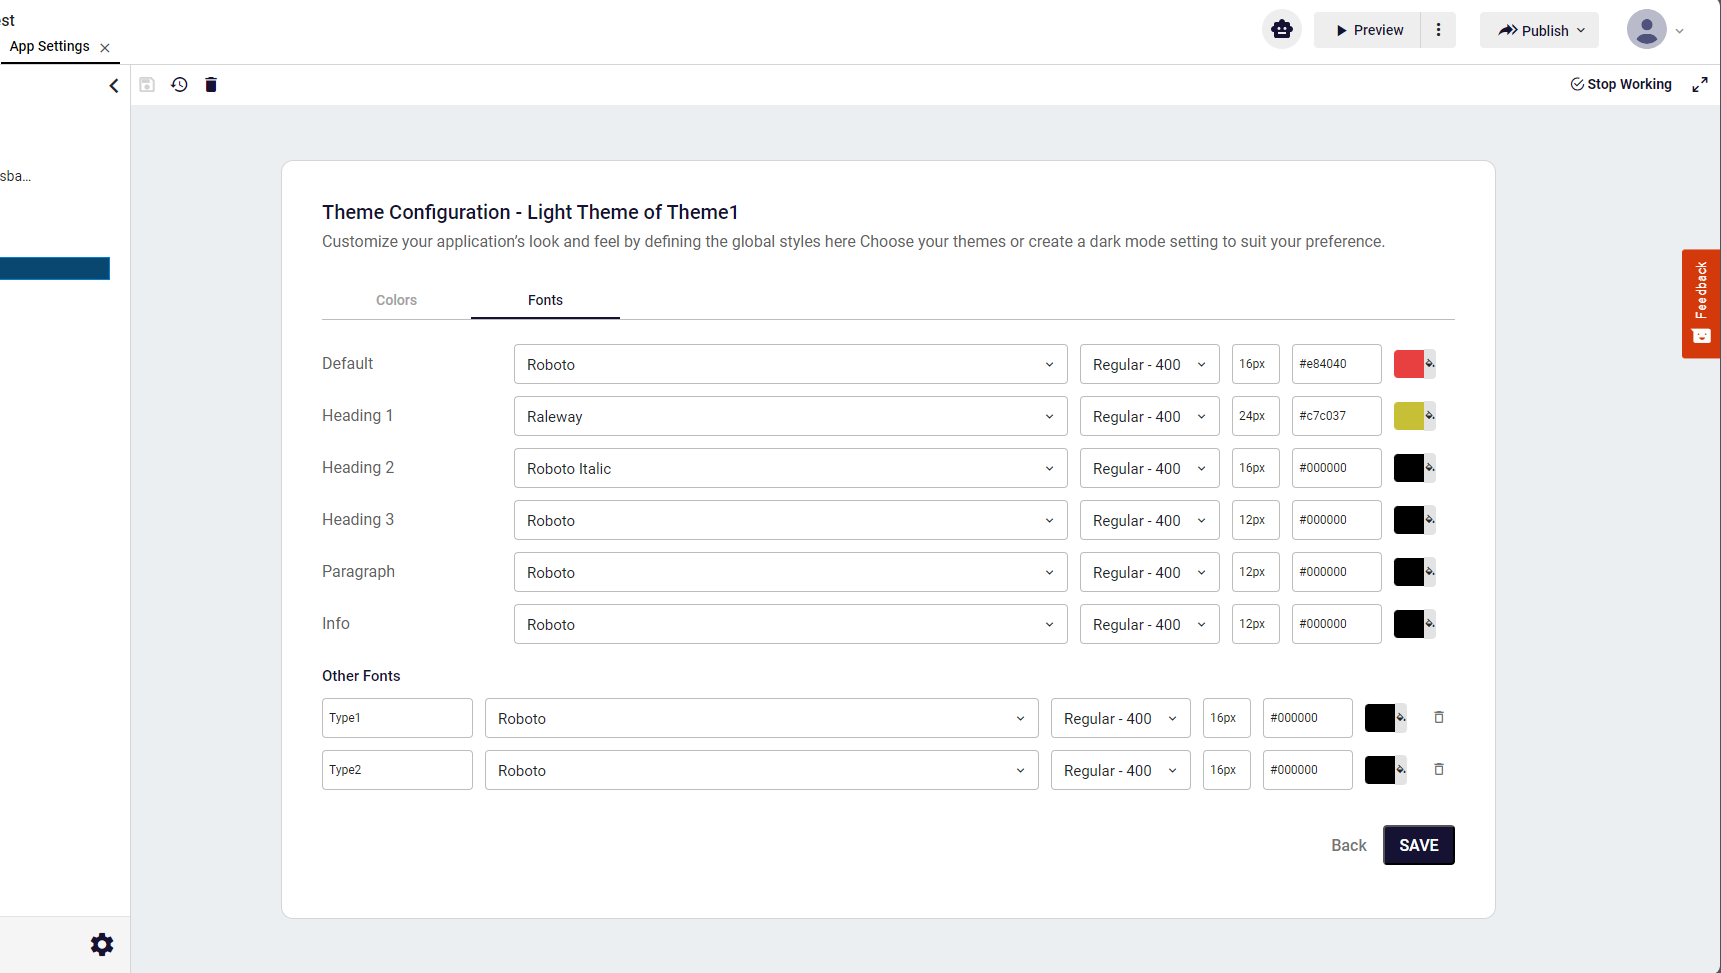 est
App Settings
Preview
Publish
Stop Working
sba...
Theme Configuration - Light Theme of Theme1
Customize your application's look and feel by defining the global styles here Choose your themes or create a dark mode setting to suit your preference.
Feedback
Colors Fonts
Default Roboto Regular - 400 16px #e84040
Heading 1 Raleway Regular - 400 24px #c7c037
Heading 2 Roboto Italic Regular - 400 16px #000000
Heading 3 Roboto Regular - 400 12px #000000
Paragraph Roboto Regular - 400 12px #000000
Info Roboto Regular - 400 12px #000000
Other Fonts
Type1 Roboto Regular - 400 16px #000000
Type2 Roboto Regular - 400 16px #000000
Back SAVE